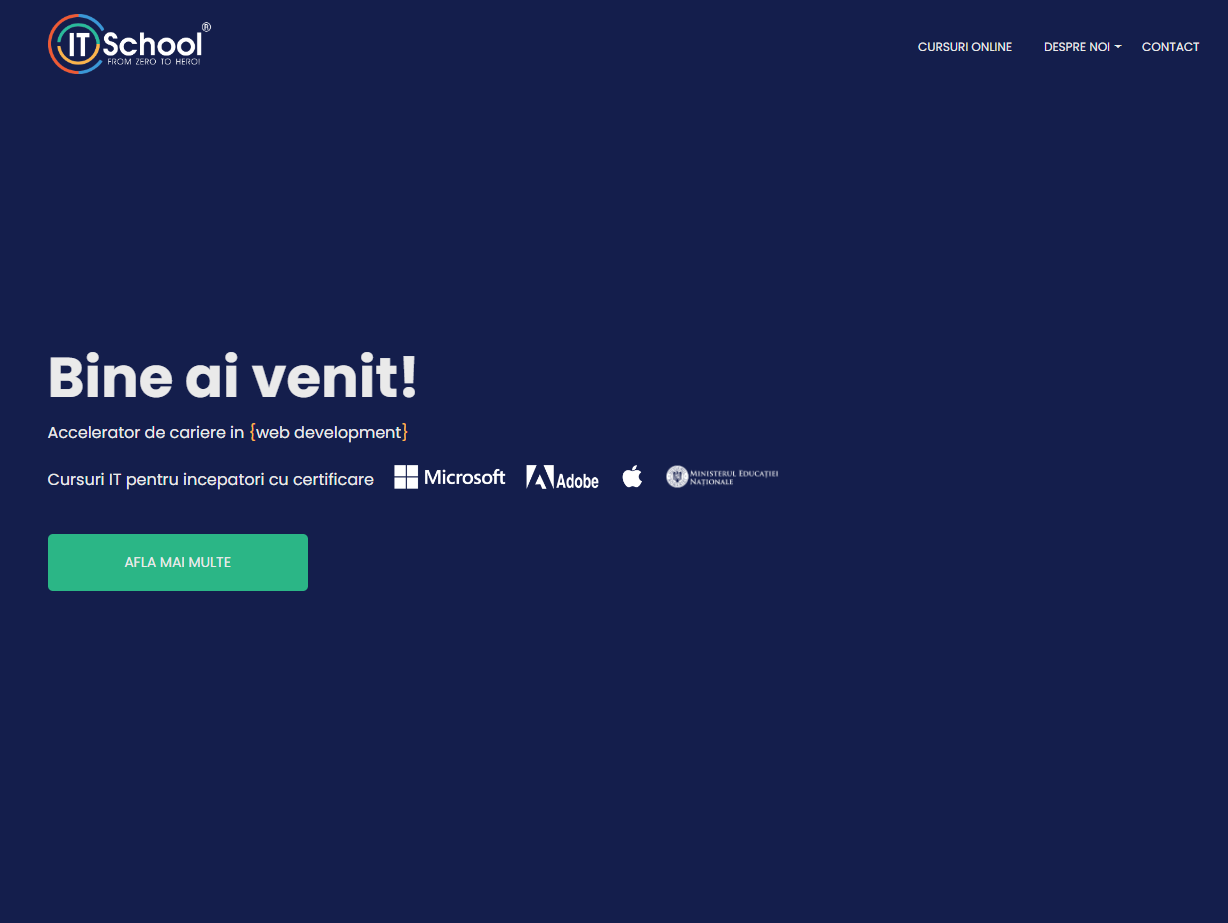 IT School®
FROM ZERO TO HERO!
CURSURI ONLINE
DESPRE NOI
CONTACT
Bine ai venit!
Accelerator de cariere in {web development}
Cursuri IT pentru incepatori cu certificare
Microsoft
Adobe
MINISTERUL EDUCAȚIEI
NAȚIONALE
AFLA MAI MULTE